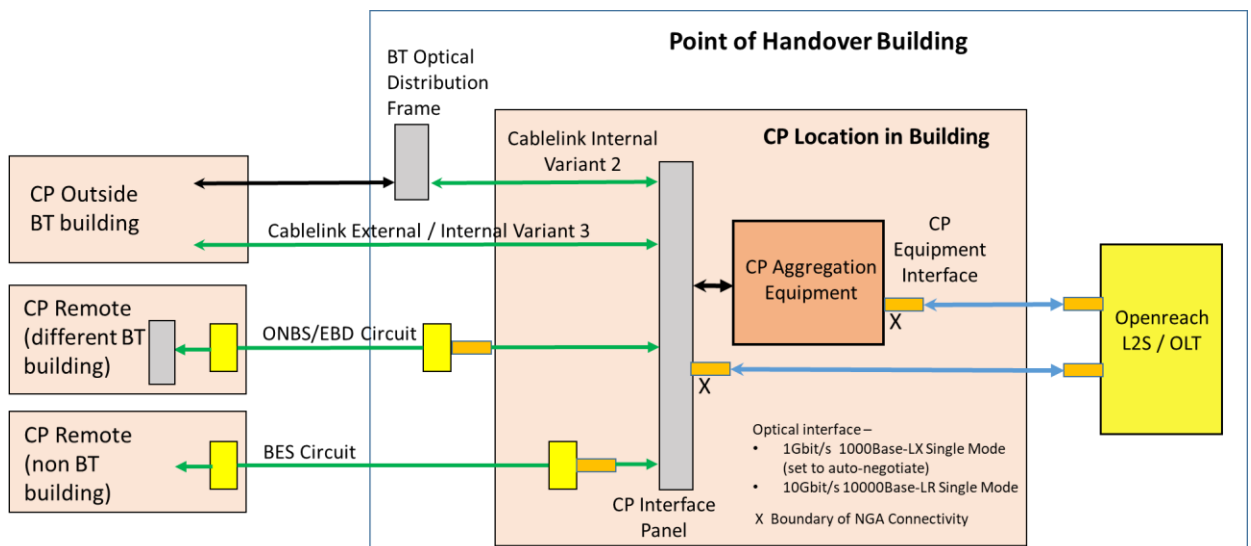 Point of Handover Building
BT Optical
Distribution
Frame
Cablelink Internal
Variant 2
CP Location in Building
CP Outside
BT building
Cablelink External / Internal Variant 3
CP
Equipment
Interface
CP Aggregation
Equipment
X
Openreach
L2S / OLT
CP Remote
(different BT
building)
ONBS/EBD Circuit
X
CP Remote
(non BT
building)
BES Circuit
Optical interface –
• 1Gbit/s 1000Base-LX Single Mode
(set to auto-negotiate)
• 10Gbit/s 10000Base-LR Single Mode
X Boundary of NGA Connectivity
CP Interface
Panel